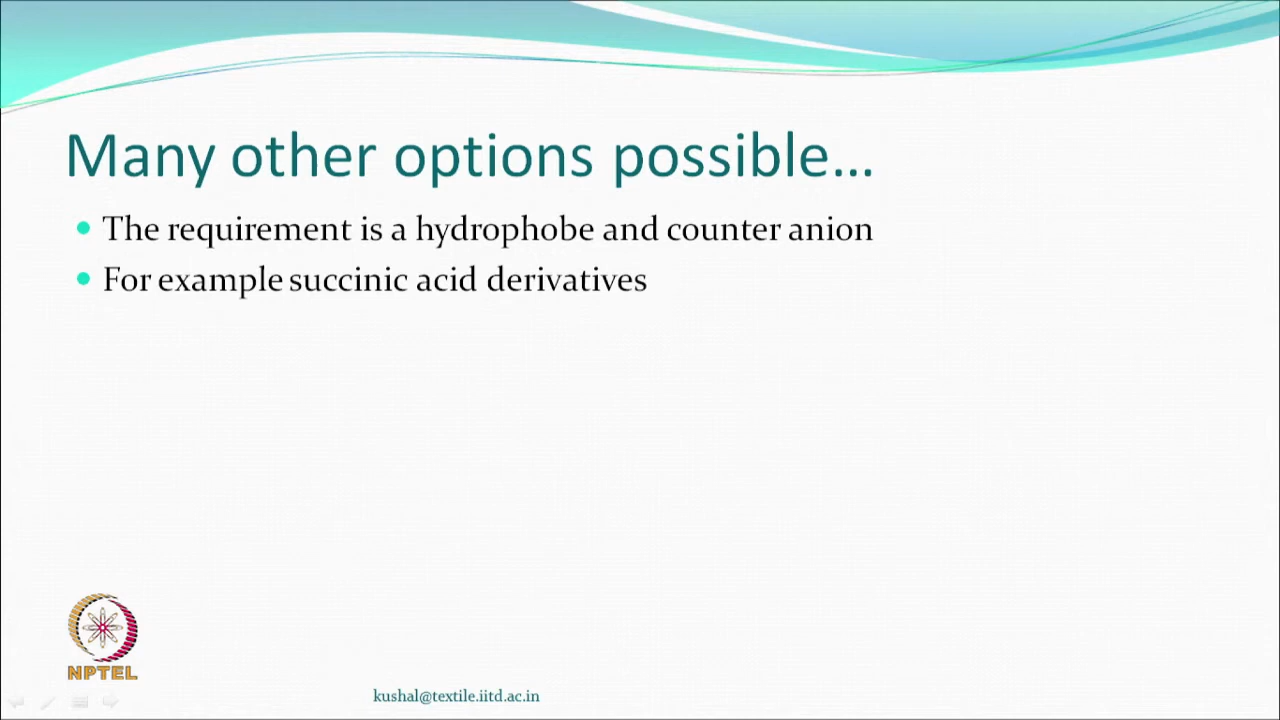 Many other options possible...
The requirement is a hydrophobe and counter anion
For example succinic acid derivatives
NPTEL
kushal@textile.iitd.ac.in